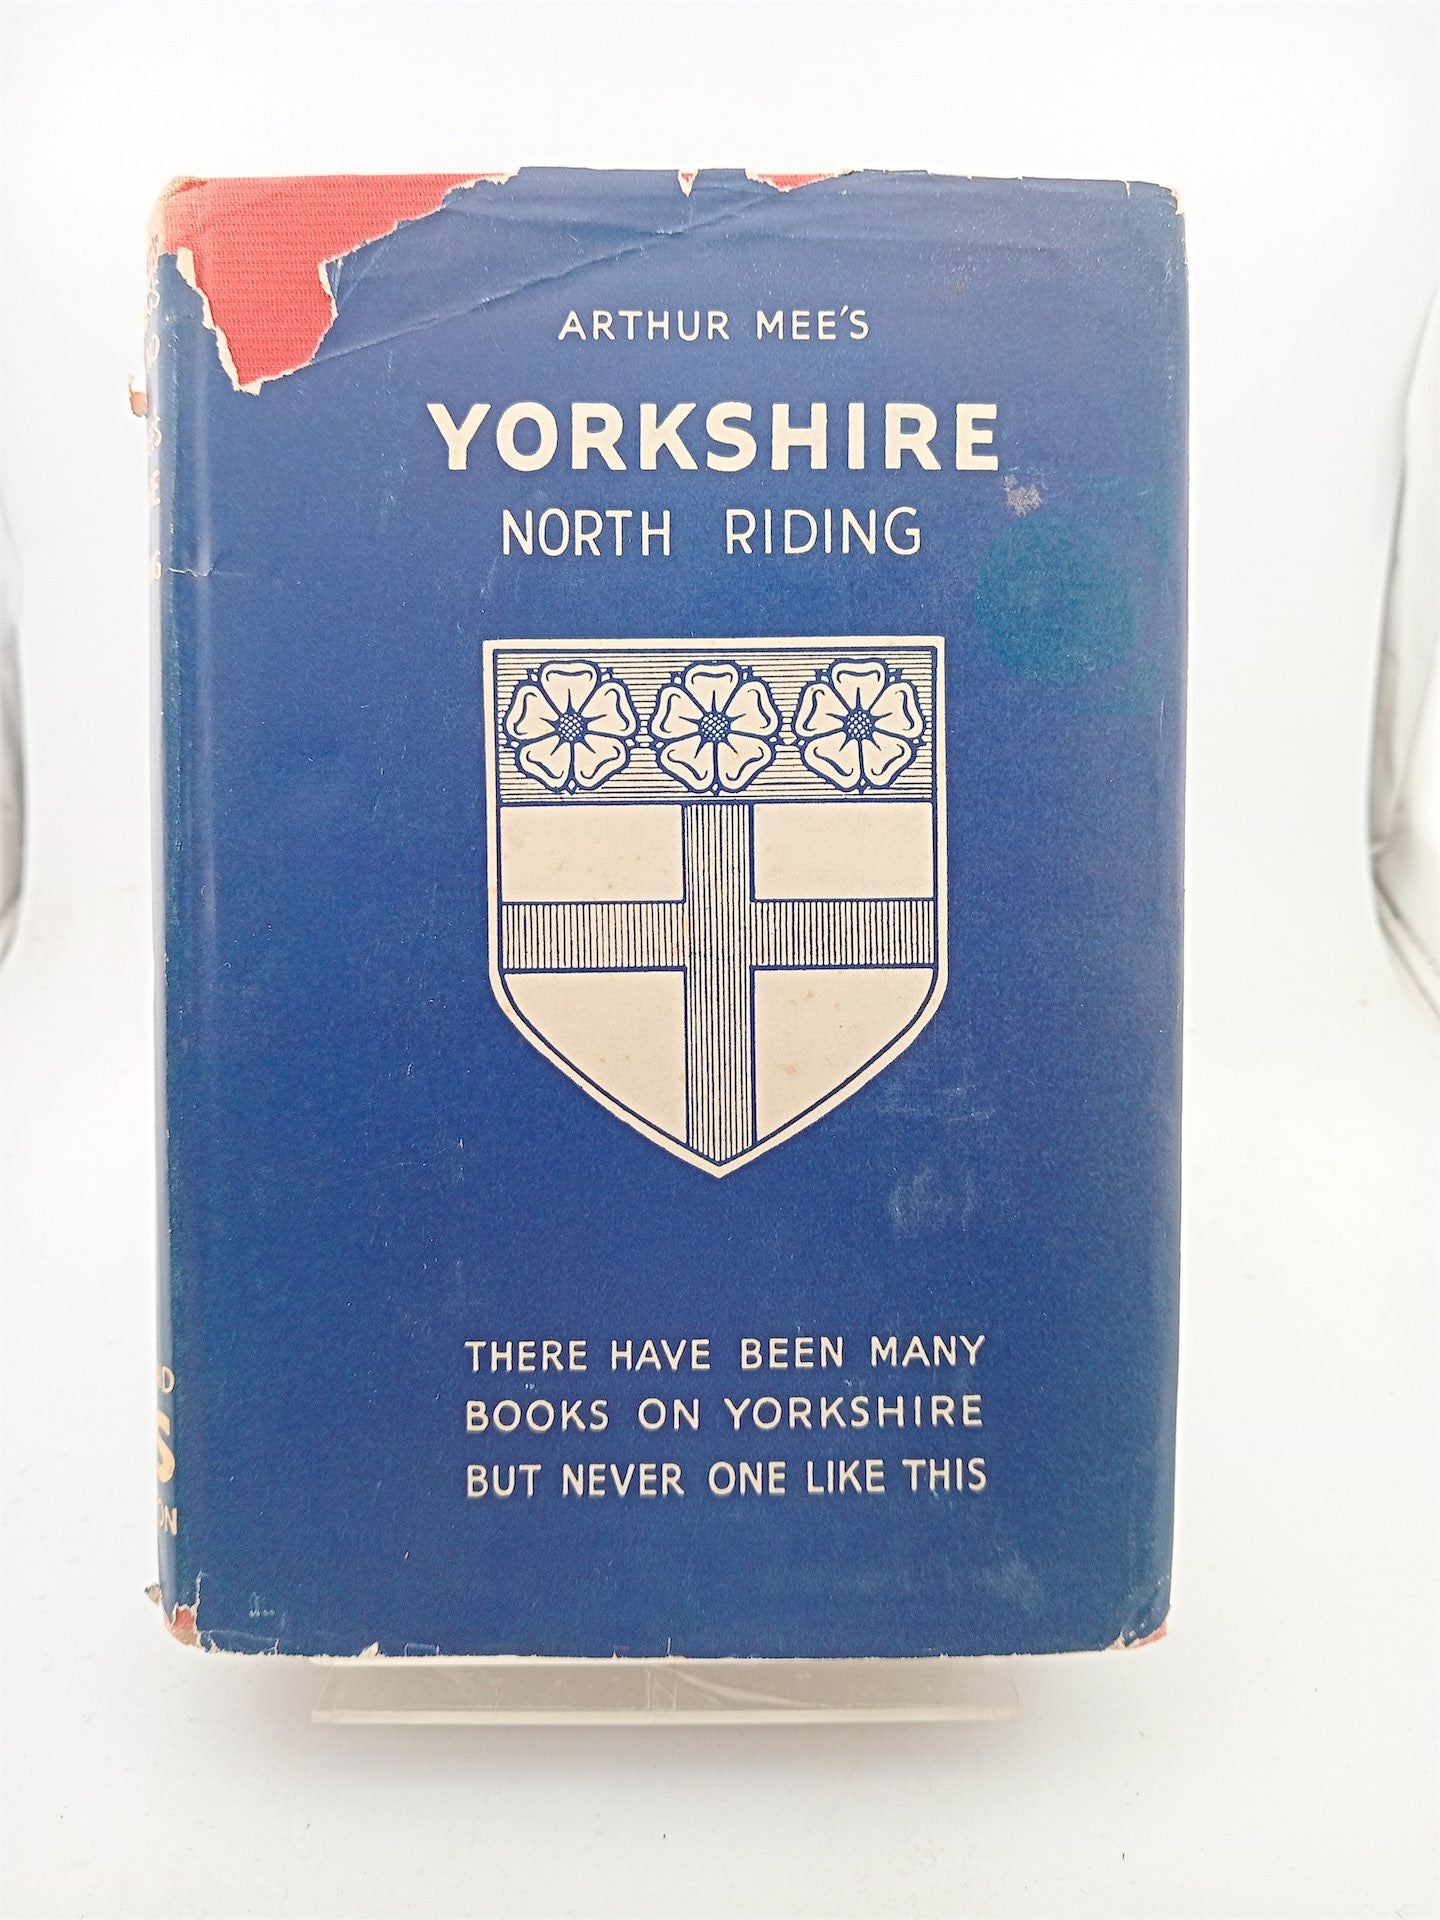 ARTHUR MEE'S
YORKSHIRE
NORTH RIDING
THERE HAVE BEEN MANY
BOOKS ON YORKSHIRE
BUT NEVER ONE LIKE THIS